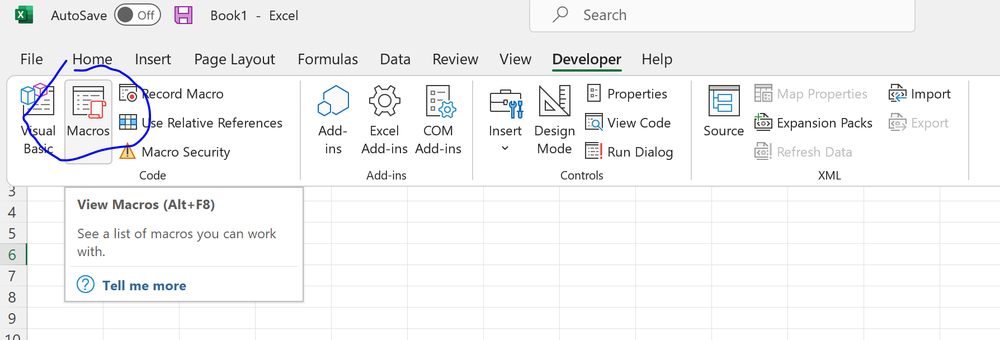 AutoSave Off Book1 - Excel Search
File Home Insert Page Layout Formulas Data Review View Developer Help
Visual Basic
Macros
Record Macro
Use Relative References
Macro Security
Code
Add-ins
Excel Add-ins
COM Add-ins
Add-ins
Insert
Design Mode
Properties
View Code
Run Dialog
Controls
Source
Map Properties
Expansion Packs
Refresh Data
Import
Export
XML
View Macros (Alt+F8)
See a list of macros you can work
with.
? Tell me more
3
4
5
6
7
8
9
10